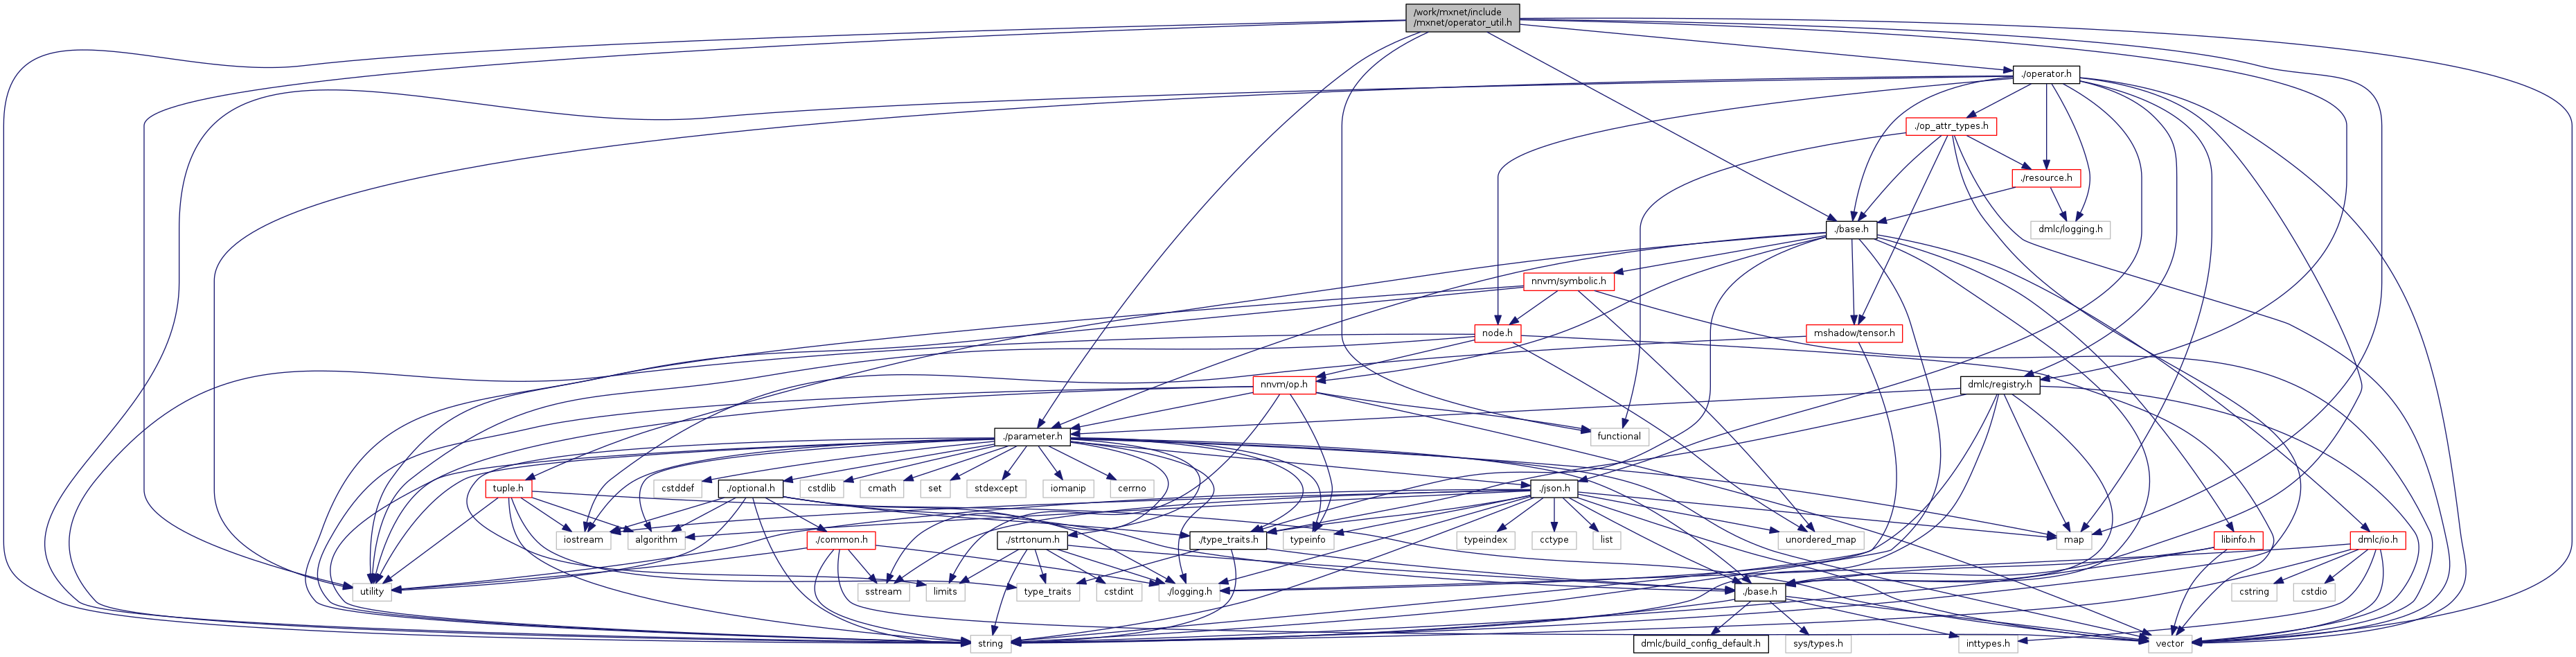 /work/mxnet/include
/mxnet/operator_util.h
./operator.h
./op_attr_types.h
./resource.h
./base.h
dmlc/logging.h
nnvm/symbolic.h
node.h
mshadow/tensor.h
nnvm/op.h
dmlc/registry.h
./parameter.h
functional
tuple.h
cstddef
./optional.h
cstdlib
cmath
set
stdexcept
iomanip
cerrno
./json.h
iostream
algorithm
./common.h
./strtonum.h
./type_traits.h
typeinfo
typeindex
cctype
list
unordered_map
map
libinfo.h
dmlc/io.h
utility
sstream
limits
type_traits
cstdint
./logging.h
./base.h
cstring
cstdio
string
dmlc/build_config_default.h
sys/types.h
inttypes.h
vector